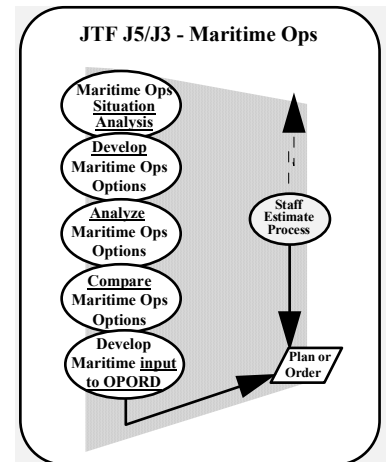 JTF J5/J3 - Maritime Ops
Maritime Ops
Situation
Analysis
Develop
Maritime Ops
Options
Analyze
Maritime Ops
Options
Compare
Maritime Ops
Options
Develop
Maritime input
to OPORD
Staff
Estimate
Process
Plan or
Order